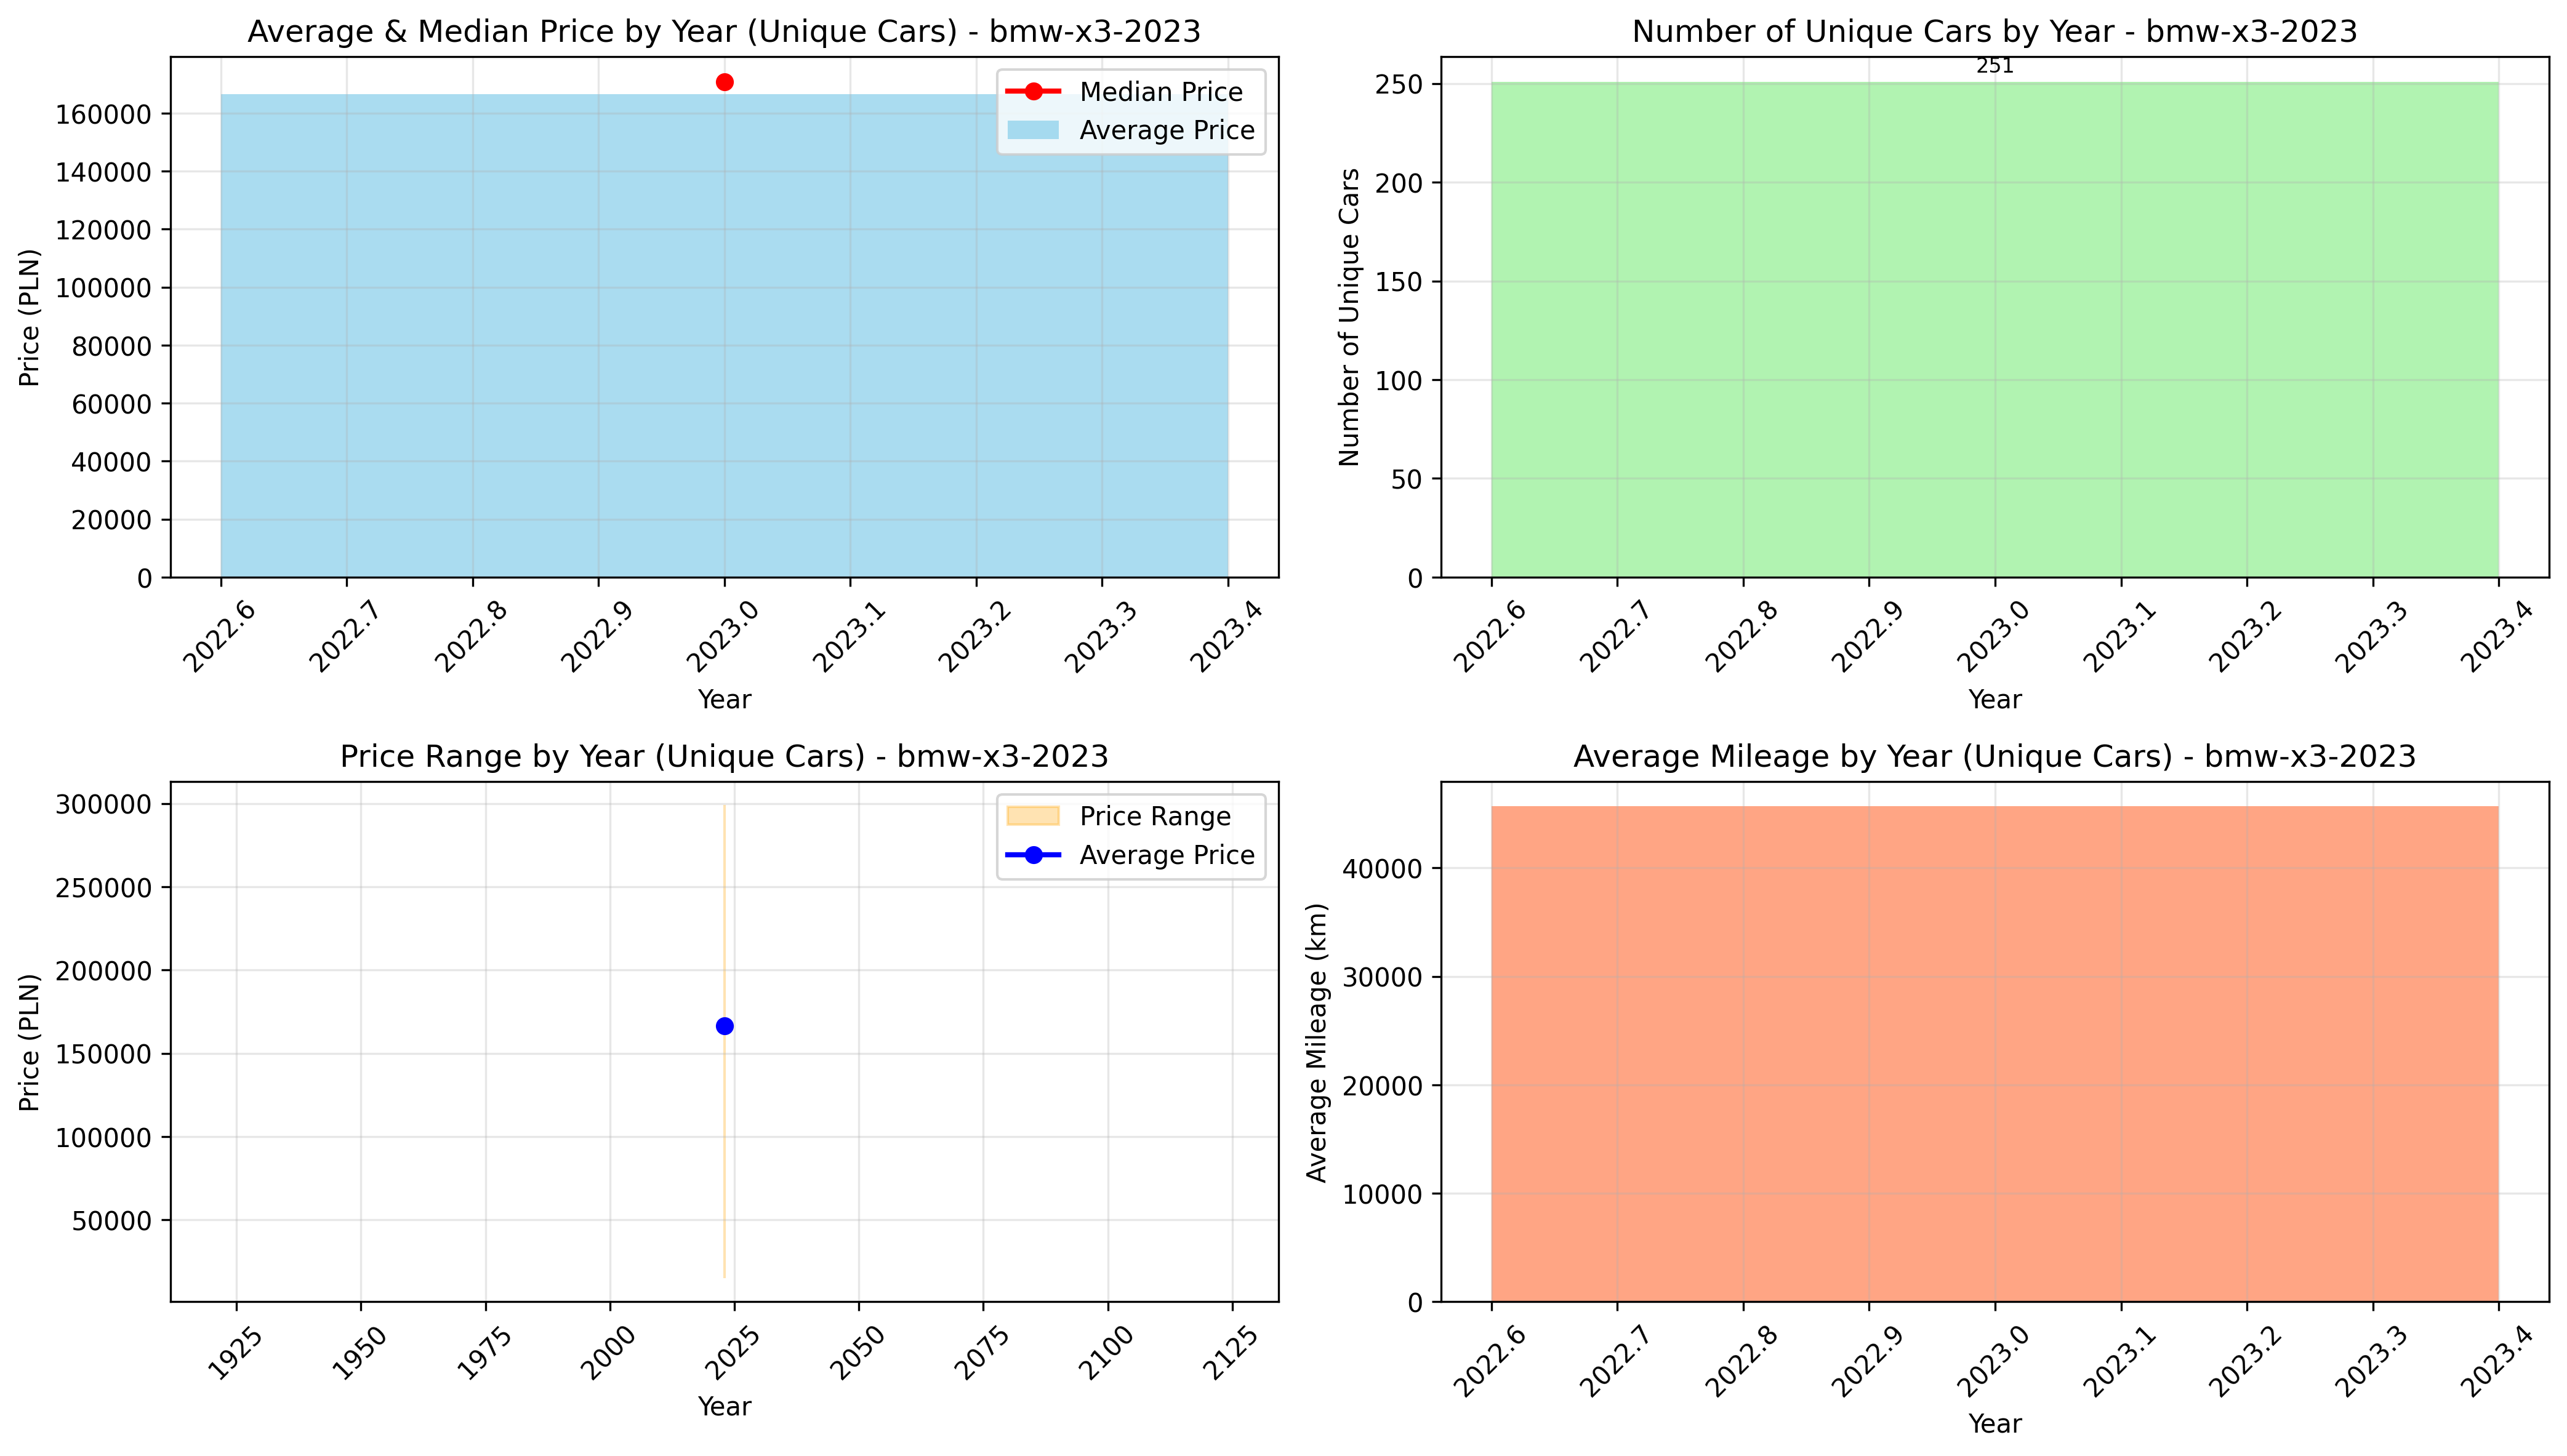 Average & Median Price by Year (Unique Cars) - bmw-x3-2023
Median Price
Average Price
Price (PLN)
160000
140000
120000
100000
80000
60000
40000
20000
0
2022.6 2022.7 2022.8 2022.9 2023.0 2023.1 2023.2 2023.3 2023.4
Year
Number of Unique Cars by Year - bmw-x3-2023
251
Number of Unique Cars
250
200
150
100
50
0
2022.6 2022.7 2022.8 2022.9 2023.0 2023.1 2023.2 2023.3 2023.4
Year
Price Range by Year (Unique Cars) - bmw-x3-2023
Price Range
Average Price
Price (PLN)
300000
250000
200000
150000
100000
50000
1925 1950 1975 2000 2025 2050 2075 2100 2125
Year
Average Mileage by Year (Unique Cars) - bmw-x3-2023
Average Mileage (km)
40000
30000
20000
10000
0
2022.6 2022.7 2022.8 2022.9 2023.0 2023.1 2023.2 2023.3 2023.4
Year